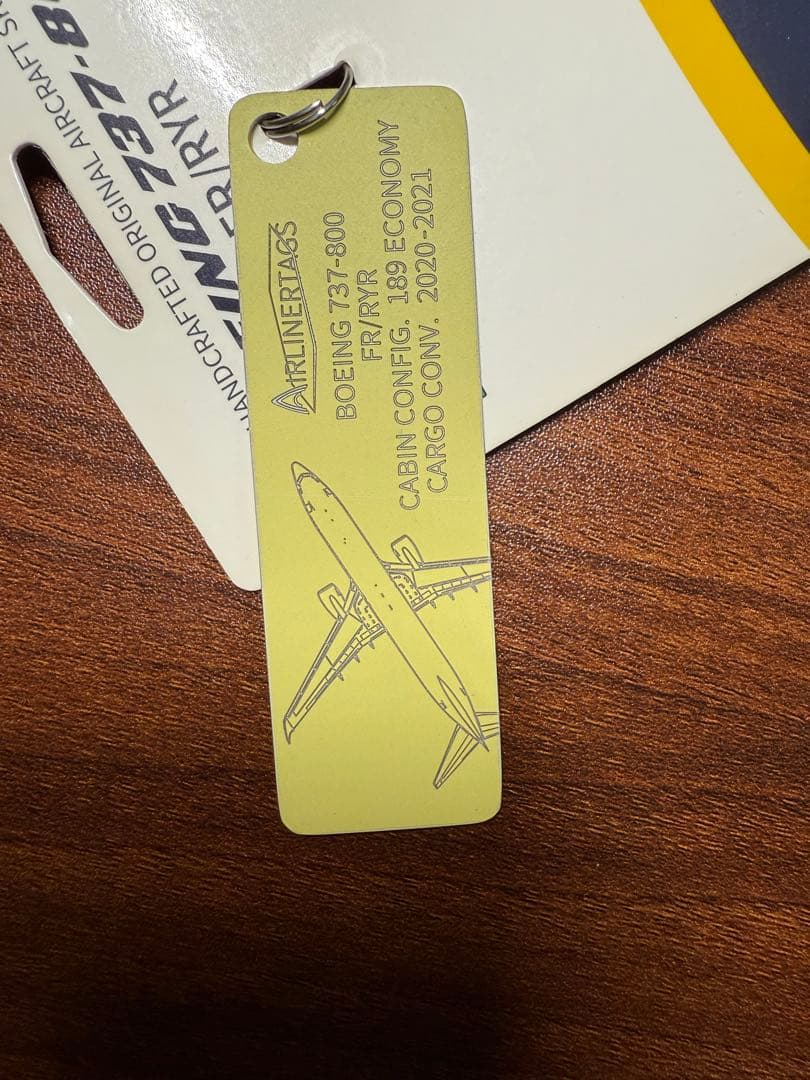 AIRLINERTAGS
BOEING 737-800
FR/RYR
CABIN CONFIG. 189 ECONOMY
CARGO CONV. 2020-2021
HANDCRAFTED ORIGINAL AIRCRAFT
737-8
FR/RYR